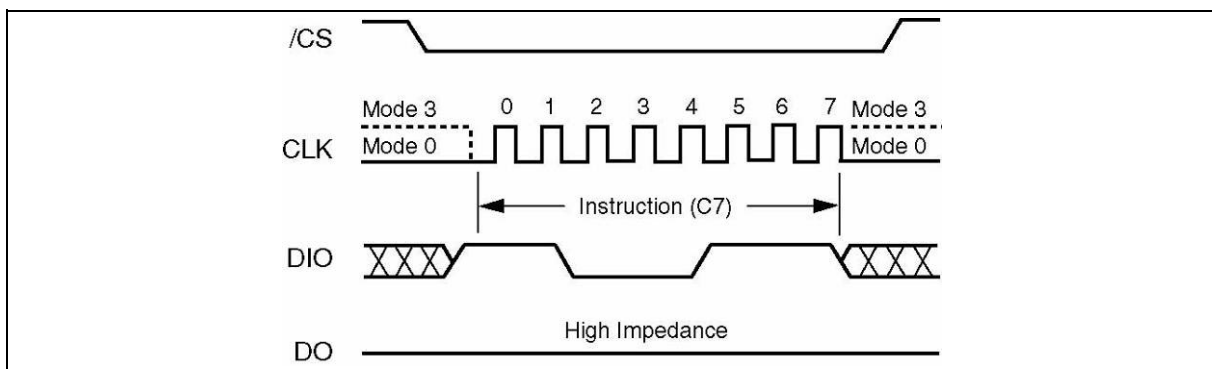 /CS
Mode 3 0 1 2 3 4 5 6 7 Mode 3
CLK Mode 0 Mode 0
Instruction (C7)
DIO
High Impedance
DO